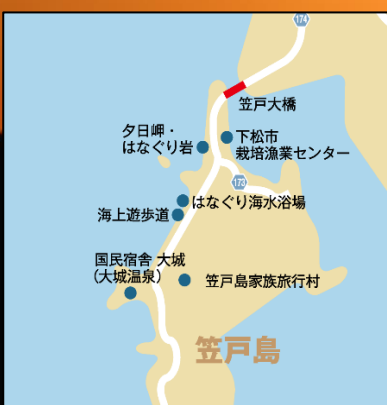 174
笠戸大橋
夕日岬・
はなぐり岩
下松市
栽培漁業センター
173
はなぐり海水浴場
海上遊歩道
国民宿舎 大城
(大城温泉)
笠戸島家族旅行村
笠戸島